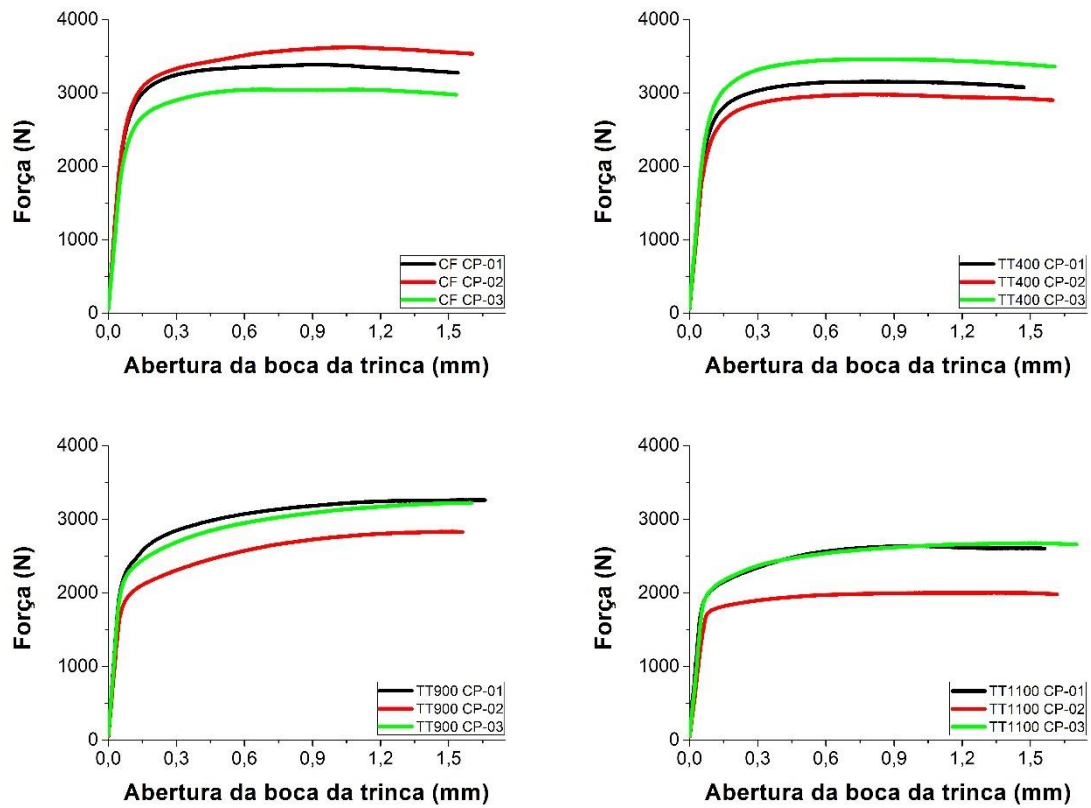 4000
3000
2000
1000
0
Força (N)
CF CP-01
CF CP-02
CF CP-03
0,0 0,3 0,6 0,9 1,2 1,5
Abertura da boca da trinca (mm)
4000
3000
2000
1000
0
Força (N)
TT400 CP-01
TT400 CP-02
TT400 CP-03
0,0 0,3 0,6 0,9 1,2 1,5
Abertura da boca da trinca (mm)
4000
3000
2000
1000
0
Força (N)
TT900 CP-01
TT900 CP-02
TT900 CP-03
0,0 0,3 0,6 0,9 1,2 1,5
Abertura da boca da trinca (mm)
4000
3000
2000
1000
0
Força (N)
TT1100 CP-01
TT1100 CP-02
TT1100 CP-03
0,0 0,3 0,6 0,9 1,2 1,5
Abertura da boca da trinca (mm)